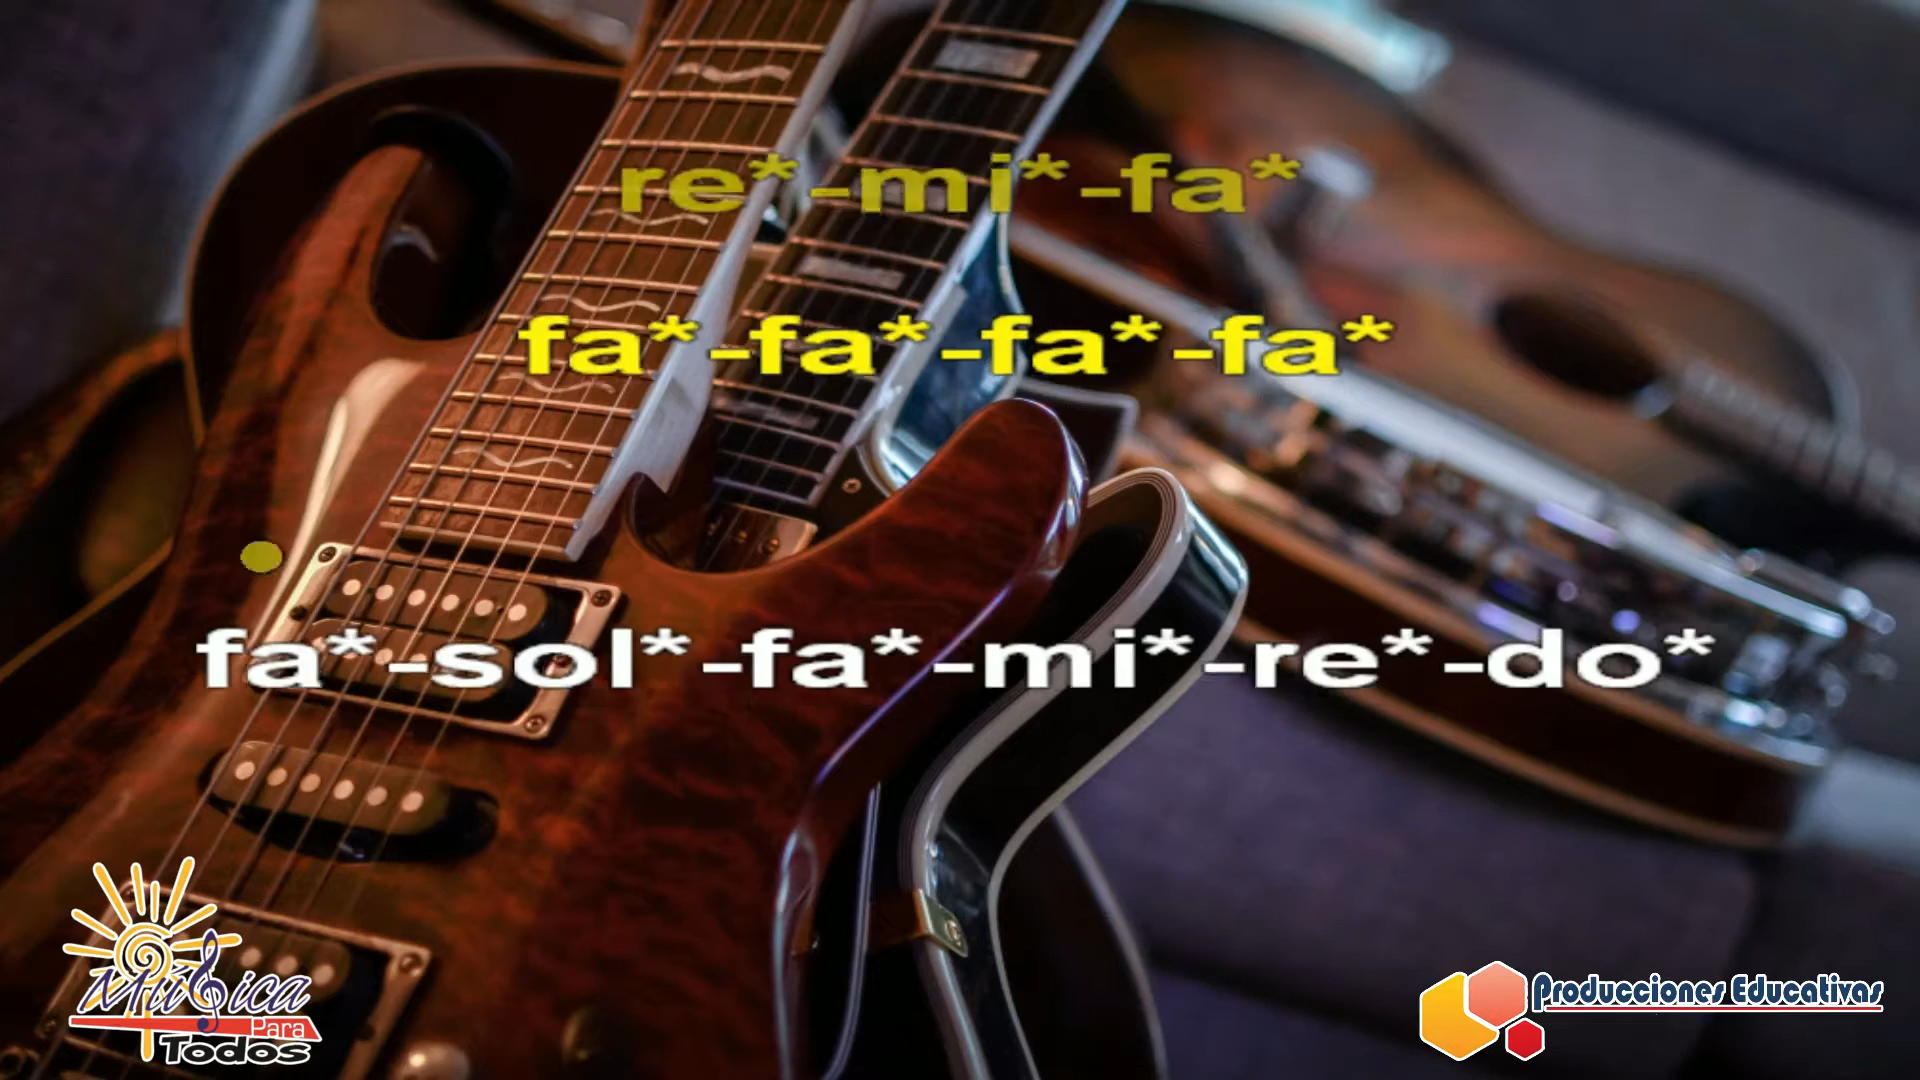 re*-mi*-fa*
fa*-fa*-fa*-fa*
fa*-sol*-fa*-mi*-re*-do*
Música
Para
Todos
Producciones Educativas